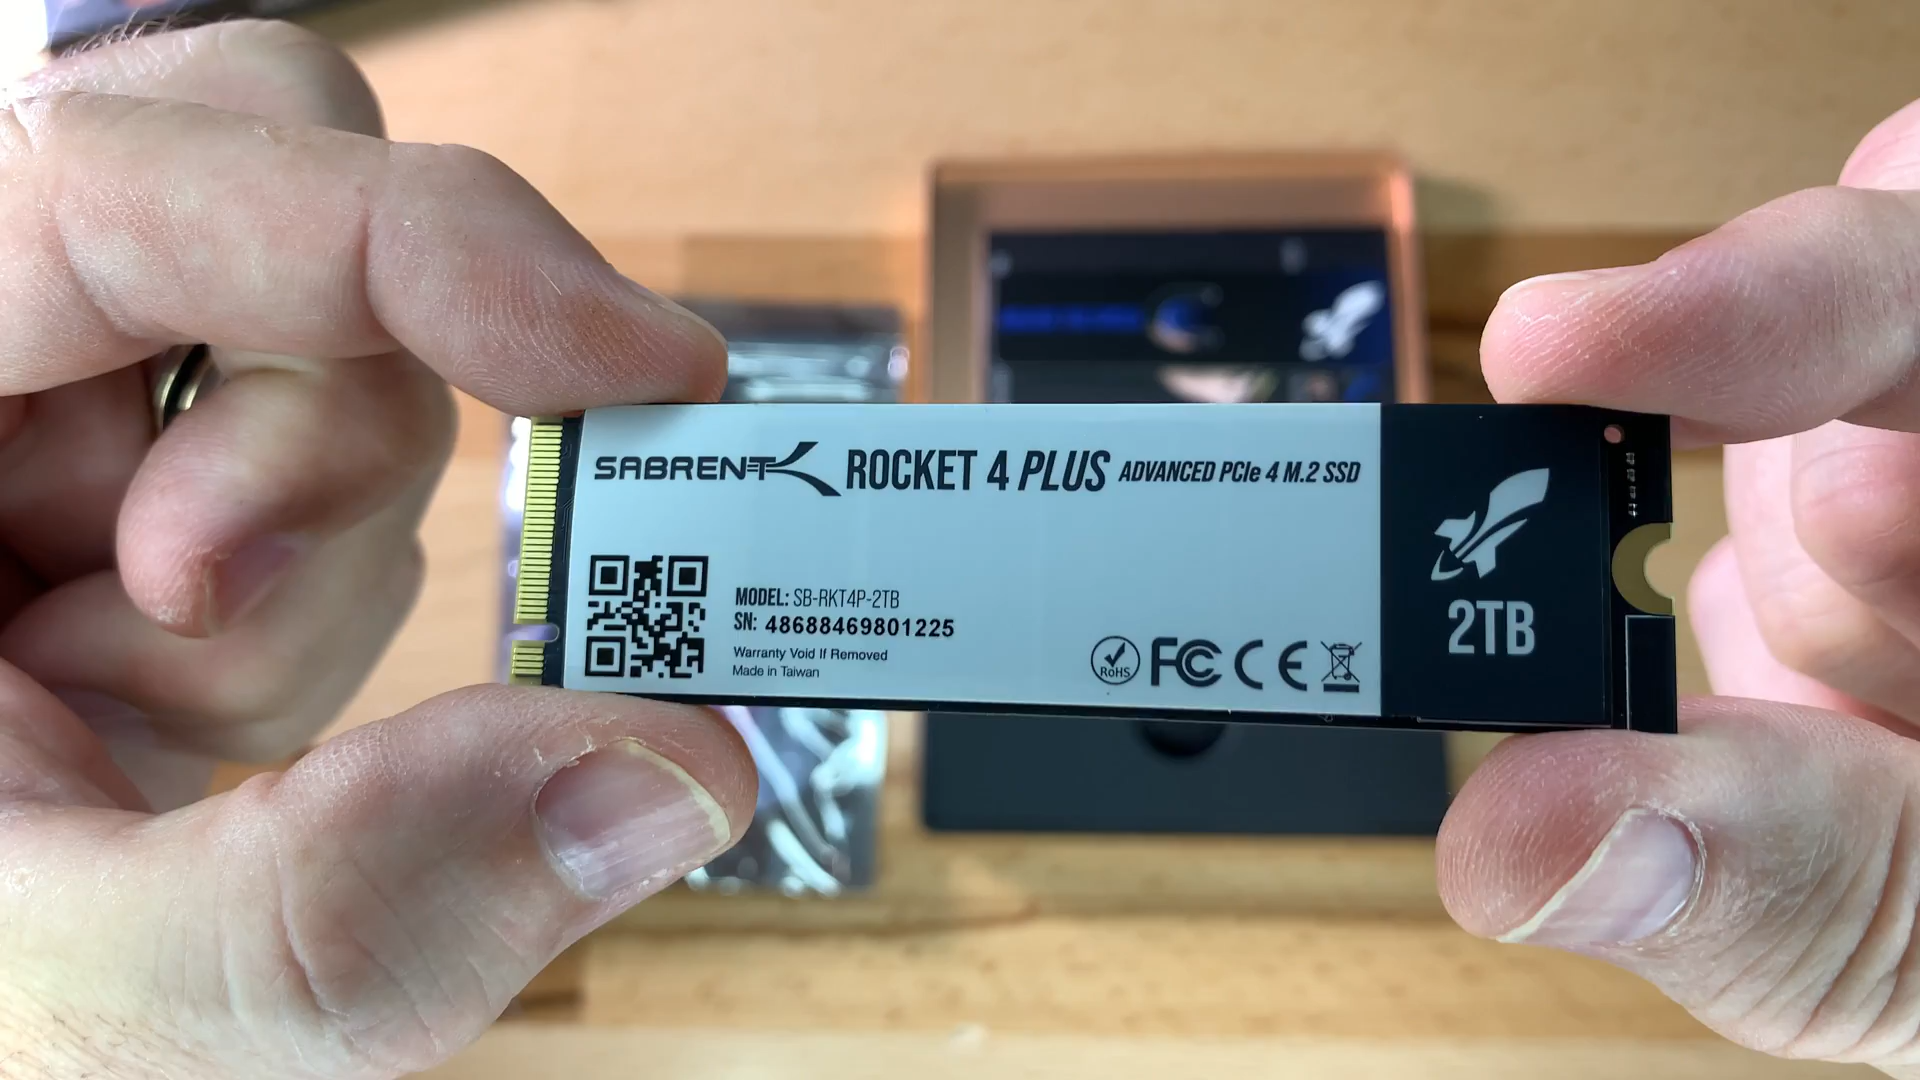 SABRENT ROCKET 4 PLUS ADVANCED PCIe 4 M.2 SSD
MODEL: SB-RKT4P-2TB
SN: 48688469801225
Warranty Void If Removed
Made in Taiwan
RoHS FC CE
2TB